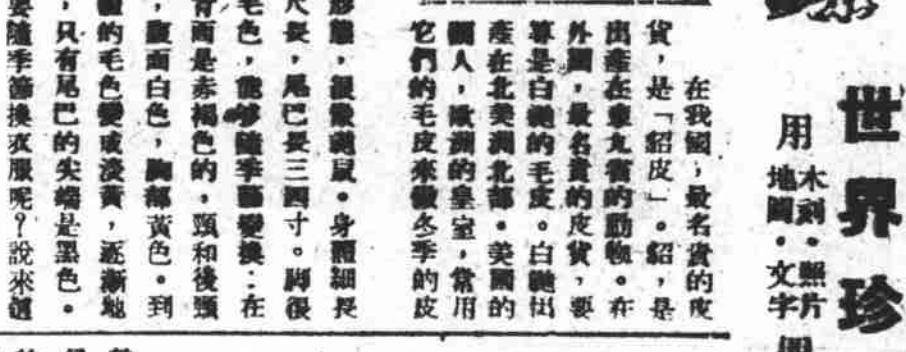 世界珍
用
木刻・照片
地圖・文字
在我國,最名貴的皮
貨,是「貂皮」。貂,是
出產在東九省的動物。在
外國,最名貴的皮貨,要
算是白鼬的毛皮。白鼬出
產在北美洲北部。美國的
闊人,歐洲的皇室,常用
它們的毛皮來做冬季的皮
形態,很像鼬鼠。身體細長
尺長,尾巴長三四寸。腳很
毛色,能够隨季節變換:在
背面是赤褐色的,頸和後頸
,腹面白色,胸部黃色。到
的毛色變成淡黃,逐漸地
,只有尾巴的尖端是黑色。
要隨季節換衣服呢?說來